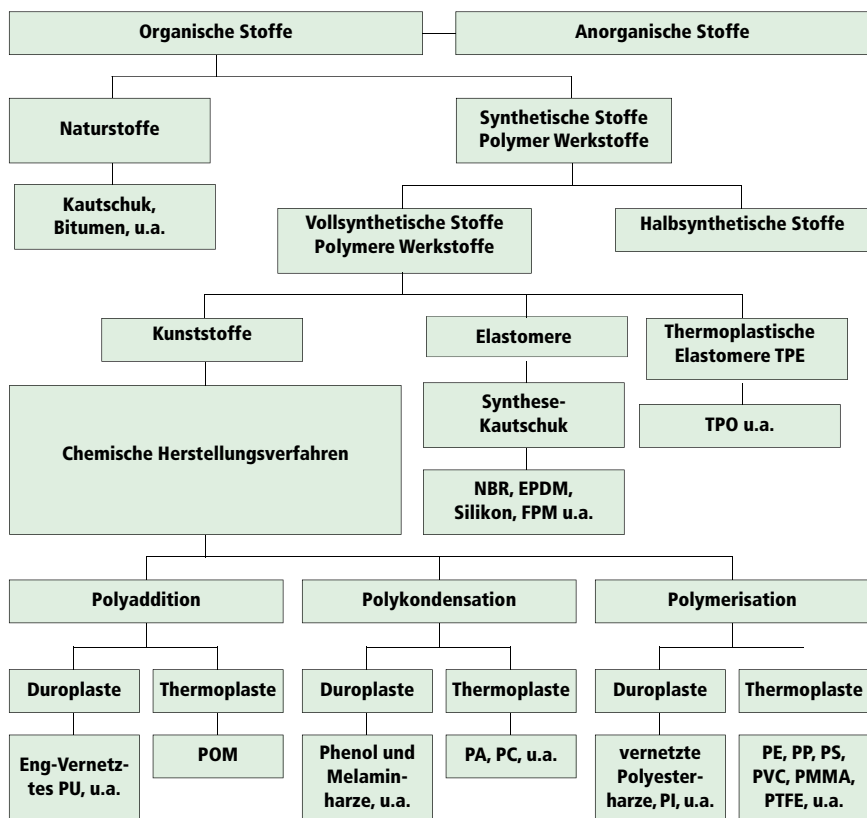 Organische Stoffe
Anorganische Stoffe
Naturstoffe
Synthetische Stoffe
Polymer Werkstoffe
Kautschuk,
Bitumen, u.a.
Vollsynthetische Stoffe
Polymere Werkstoffe
Halbsynthetische Stoffe
Kunststoffe
Elastomere
Thermoplastische
Elastomere TPE
Chemische Herstellungsverfahren
Synthese-
Kautschuk
TPO u.a.
NBR, EPDM,
Silikon, FPM u.a.
Polyaddition
Polykondensation
Polymerisation
Duroplaste
Thermoplaste
Duroplaste
Thermoplaste
Duroplaste
Thermoplaste
Eng-Vernetz-
tes PU, u.a.
POM
Phenol und
Melamin-
harze, u.a.
PA, PC, u.a.
vernetzte
Polyester-
harze, PI, u.a.
PE, PP, PS,
PVC, PMMA,
PTFE, u.a.